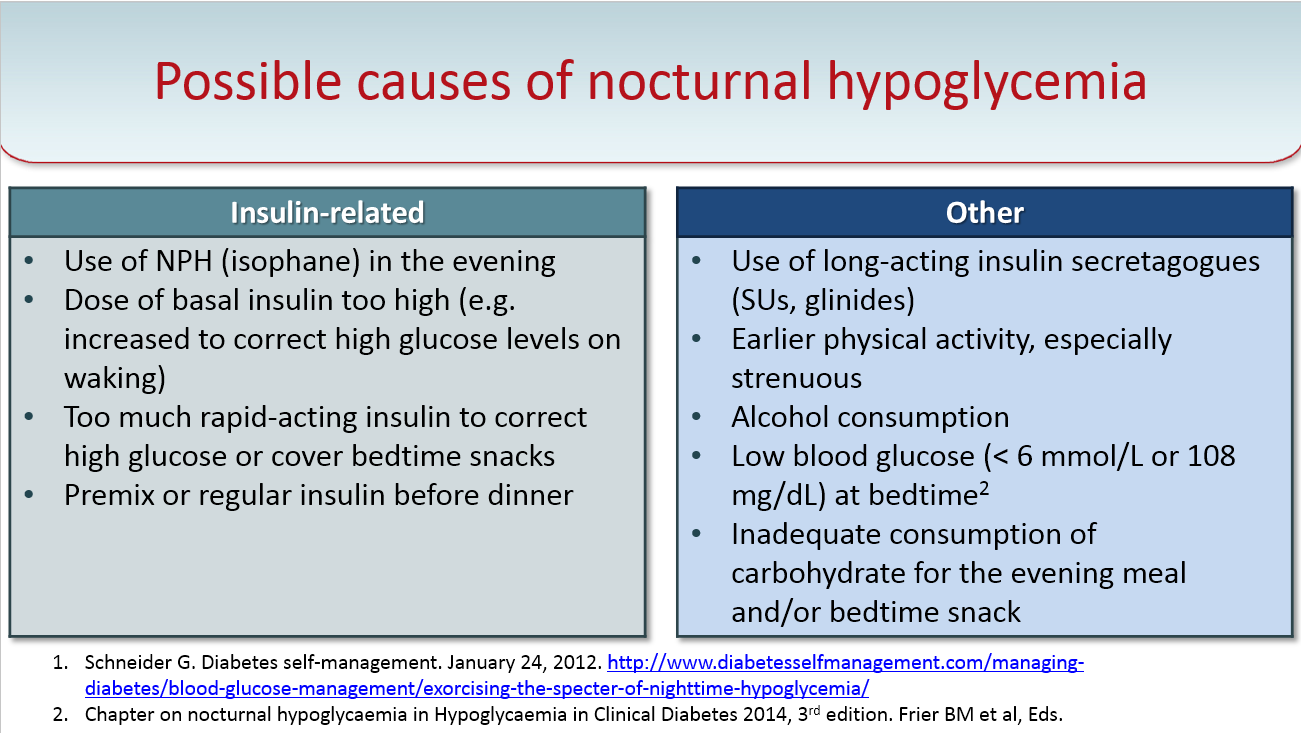 Possible causes of nocturnal hypoglycemia
Insulin-related
• Use of NPH (isophane) in the evening
• Dose of basal insulin too high (e.g.
increased to correct high glucose levels on
waking)
• Too much rapid-acting insulin to correct
high glucose or cover bedtime snacks
• Premix or regular insulin before dinner
Other
• Use of long-acting insulin secretagogues
(SUs, glinides)
• Earlier physical activity, especially
strenuous
• Alcohol consumption
• Low blood glucose (< 6 mmol/L or 108
mg/dL) at bedtime²
• Inadequate consumption of
carbohydrate for the evening meal
and/or bedtime snack
1. Schneider G. Diabetes self-management. January 24, 2012. http://www.diabetesselfmanagement.com/managing-
diabetes/blood-glucose-management/exorcising-the-specter-of-nighttime-hypoglycemia/
2. Chapter on nocturnal hypoglycaemia in Hypoglycaemia in Clinical Diabetes 2014, 3rd edition. Frier BM et al, Eds.